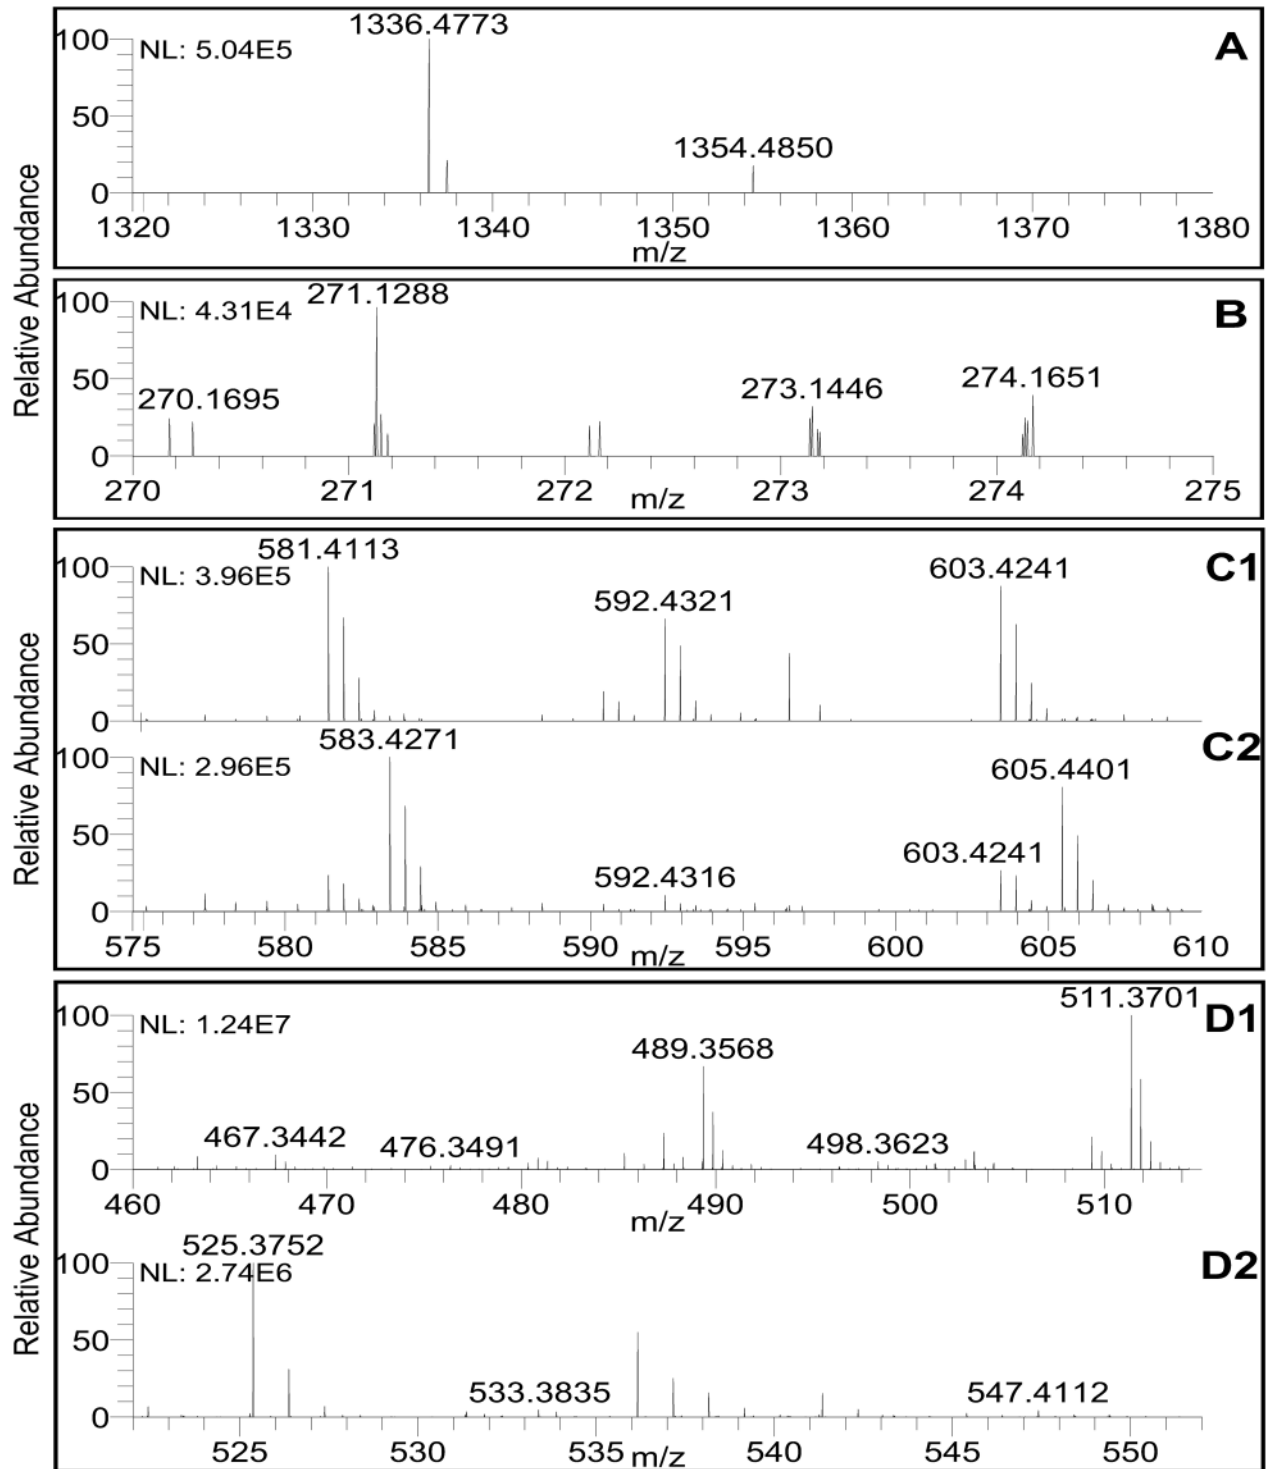 1336.4773
100
NL: 5.04E5
A
50
1354.4850
0
1320 1330 1340 1350 1360 1370 1380
m/z
Relative Abundance
271.1288
100
NL: 4.31E4
B
50
270.1695
273.1446
274.1651
0
270 271 272 273 274 275
m/z
581.4113
100
NL: 3.96E5
603.4241
C1
592.4321
50
0
Relative Abundance
583.4271
C2
100
NL: 2.96E5
605.4401
50
603.4241
592.4316
0
575 580 585 590 595 600 605 610
m/z
511.3701
D1
100
NL: 1.24E7
489.3568
50
467.3442
476.3491
498.3623
0
460 470 480 490 500 510
m/z
Relative Abundance
525.3752
D2
100
NL: 2.74E6
50
533.3835
547.4112
0
525 530 535 540 545 550
m/z